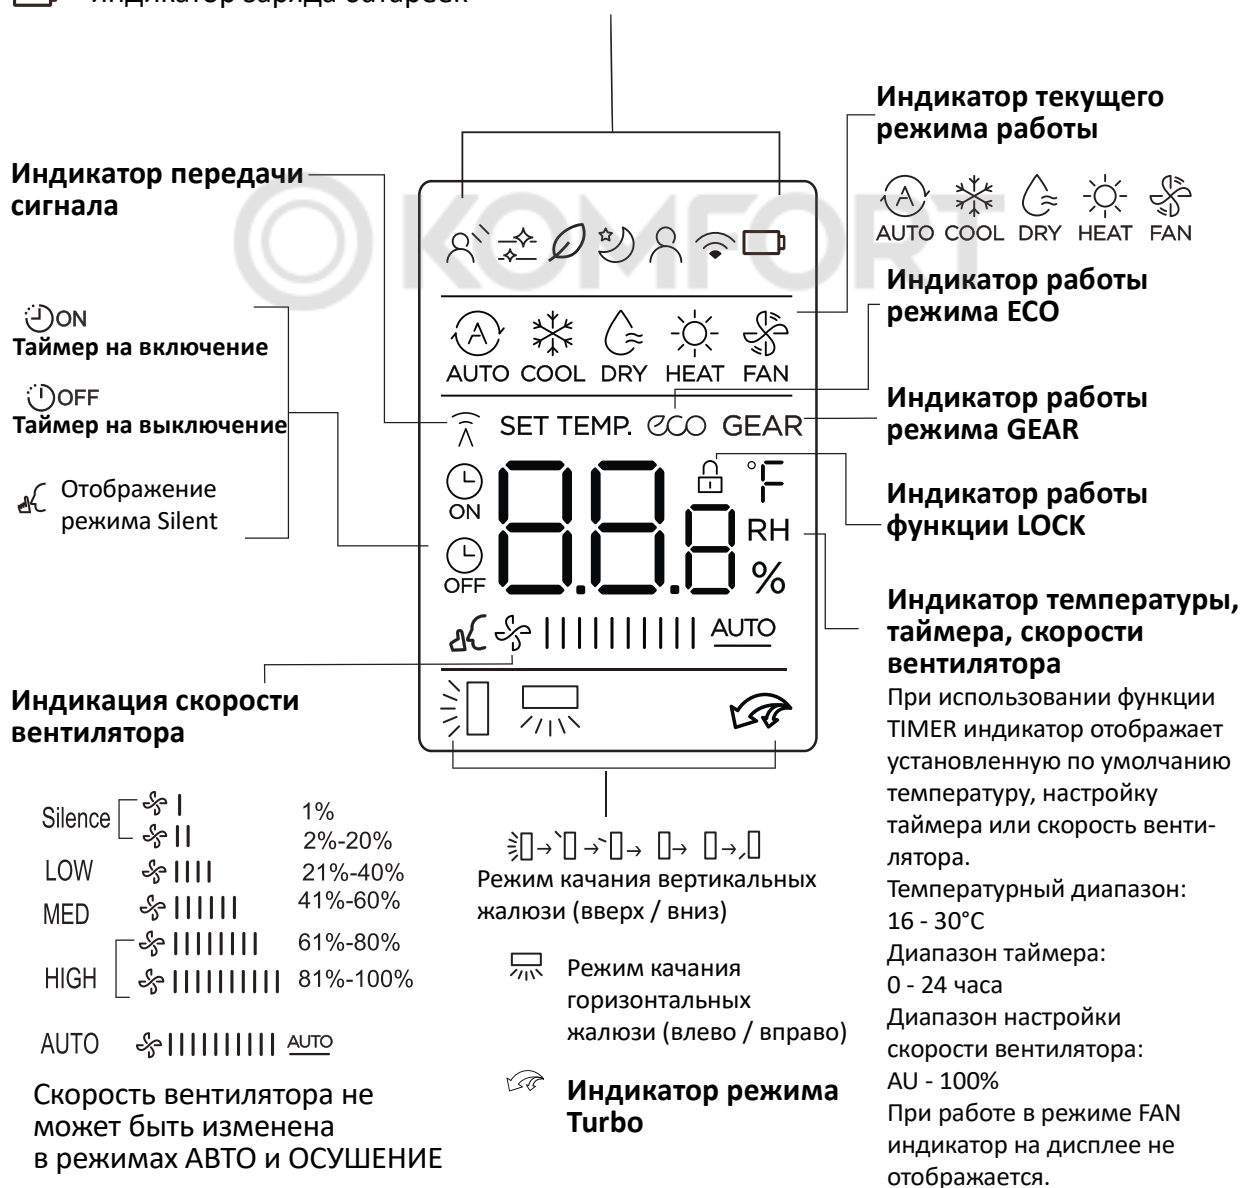 индикатор заряда батареек
Индикатор текущего
режима работы
AUTO COOL DRY HEAT FAN
Индикатор передачи
сигнала
KOMFORT
Индикатор работы
режима ECO
ON
Таймер на включение
OFF
Таймер на выключение
Отображение
режима Silent
AUTO COOL DRY HEAT FAN
SET TEMP. eco GEAR
ON
OFF
88.8
°F
RH
%
AUTO
Индикатор работы
режима GEAR
Индикатор работы
функции LOCK
Индикатор температуры,
таймера, скорости
вентилятора
При использовании функции
TIMER индикатор отображает
установленную по умолчанию
температуру, настройку
таймера или скорость венти-
лятора.
Температурный диапазон:
16 - 30°C
Диапазон таймера:
0 - 24 часа
Диапазон настройки
скорости вентилятора:
AU - 100%
При работе в режиме FAN
индикатор на дисплее не
отображается.
Индикация скорости
вентилятора
Silence 1%
2%-20%
LOW 21%-40%
MED 41%-60%
HIGH 61%-80%
81%-100%
AUTO AUTO
Скорость вентилятора не
может быть изменена
в режимах АВТО и ОСУШЕНИЕ
Режим качания вертикальных
жалюзи (вверх / вниз)
Режим качания
горизонтальных
жалюзи (влево / вправо)
Индикатор режима
Turbo